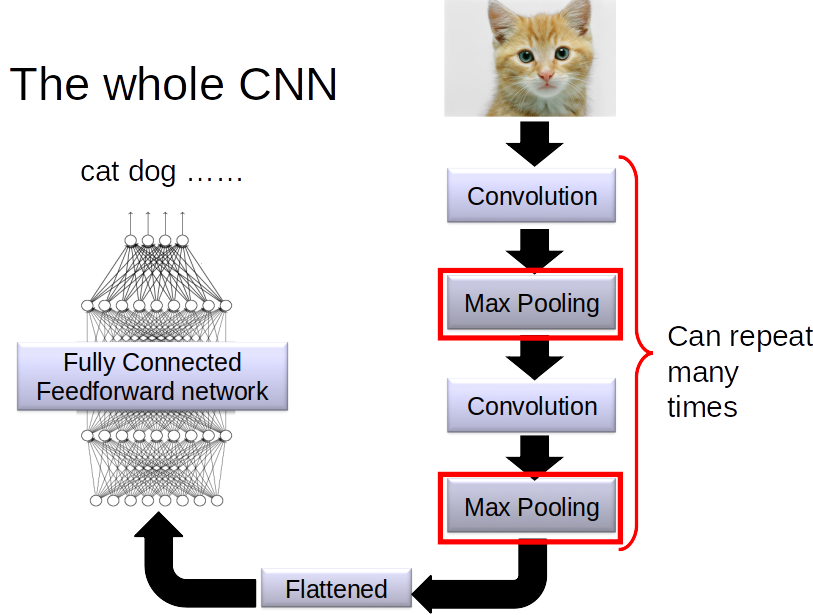 The whole CNN
cat dog ……
Convolution
Max Pooling
Convolution
Max Pooling
Can repeat
many
times
Flattened
Fully Connected
Feedforward network